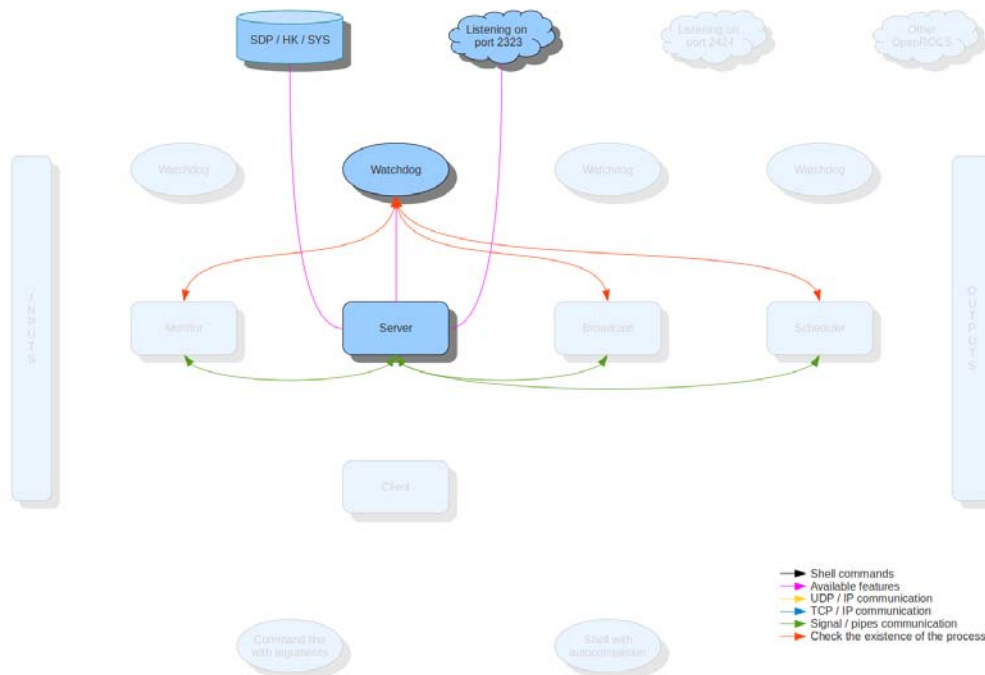 SDP / HK / SYS
Listening on
port 2323
Listening on
port 2424
Other
OpenROCS
Watchdog
Watchdog
Watchdog
Watchdog
INPUTS
OUTPUTS
Monitor
Server
Broadcast
Scheduler
Client
Shell commands
Available features
UDP / IP communication
TCP / IP communication
Signal / pipes communication
Check the existence of the process
Command line
with arguments
Shell with
autocompletion